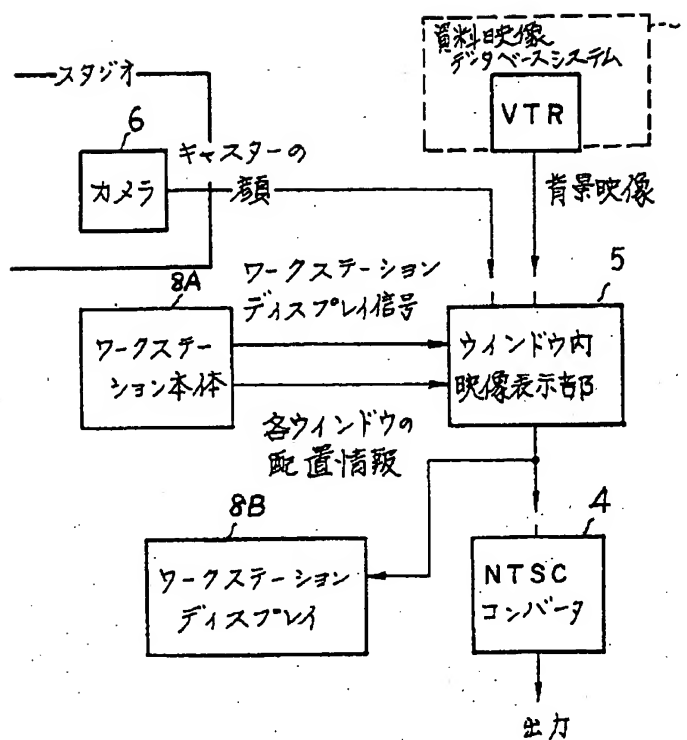 資料映像
データベースシステム
VTR
スタジオ
6
カメラ
キャスターの
顔
背景映像
8A
ワークステーション
ディスプレイ信号
5
ワークステー
ション本体
ウインドウ内
映像表示部
各ウィンドウの
配置情報
8B
ワークステーション
ディスプレイ
4
NTSC
コンバータ
出力